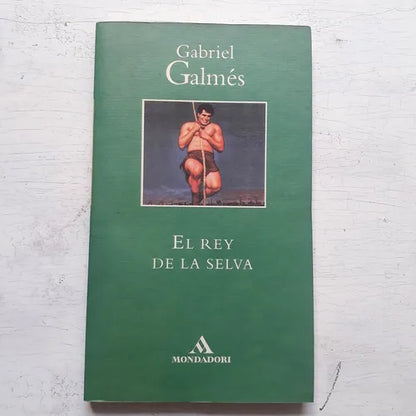 Gabriel
Galmés
EL REY
DE LA SELVA
MONDADORI